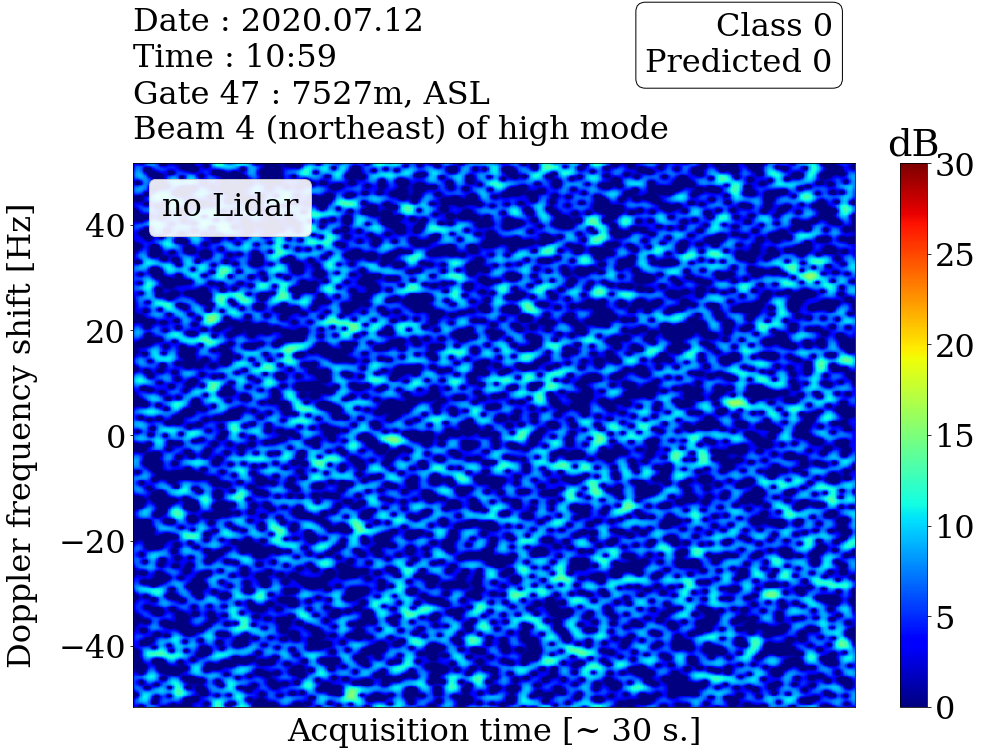 Date : 2020.07.12
Time : 10:59
Gate 47 : 7527m, ASL
Beam 4 (northeast) of high mode
Class 0
Predicted 0
dB
no Lidar
Doppler frequency shift [Hz]
40
20
0
−20
−40
Acquisition time [~ 30 s.]
30
25
20
15
10
5
0